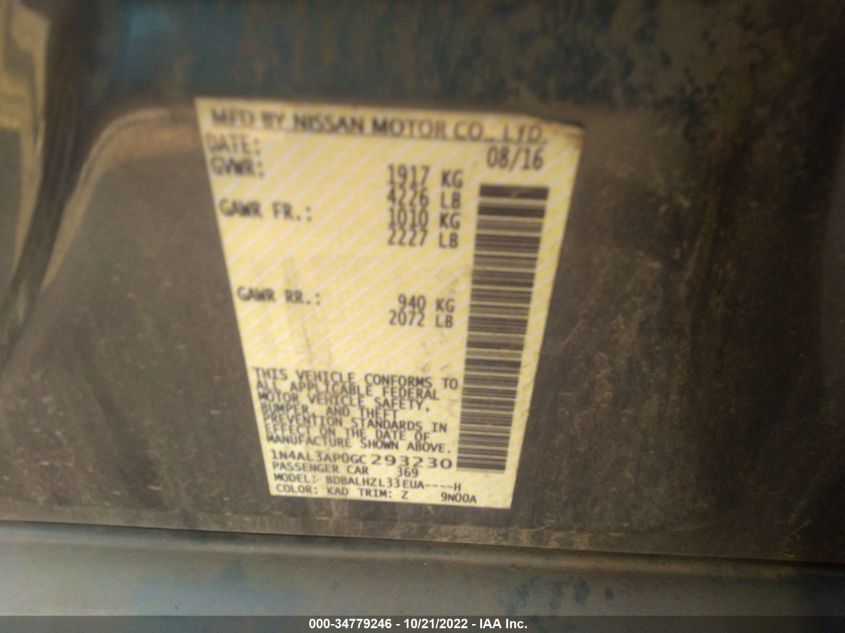 MFD BY NISSAN MOTOR CO., LTD.
DATE: 08/16
GVWR: 1917 KG
4226 LB
GAWR FR.: 1010 KG
2227 LB
GAWR RR.: 940 KG
2072 LB
THIS VEHICLE CONFORMS TO
ALL APPLICABLE FEDERAL
MOTOR VEHICLE SAFETY,
BUMPER, AND THEFT
PREVENTION STANDARDS IN
EFFECT ON THE DATE OF
MANUFACTURE SHOWN ABOVE.
1N4AL3AP0GC293230
PASSENGER CAR 369
MODEL: BDBALHZL33EUA----H
COLOR: KAD TRIM: Z 9N00A
000-34779246 - 10/21/2022 - IAA Inc.